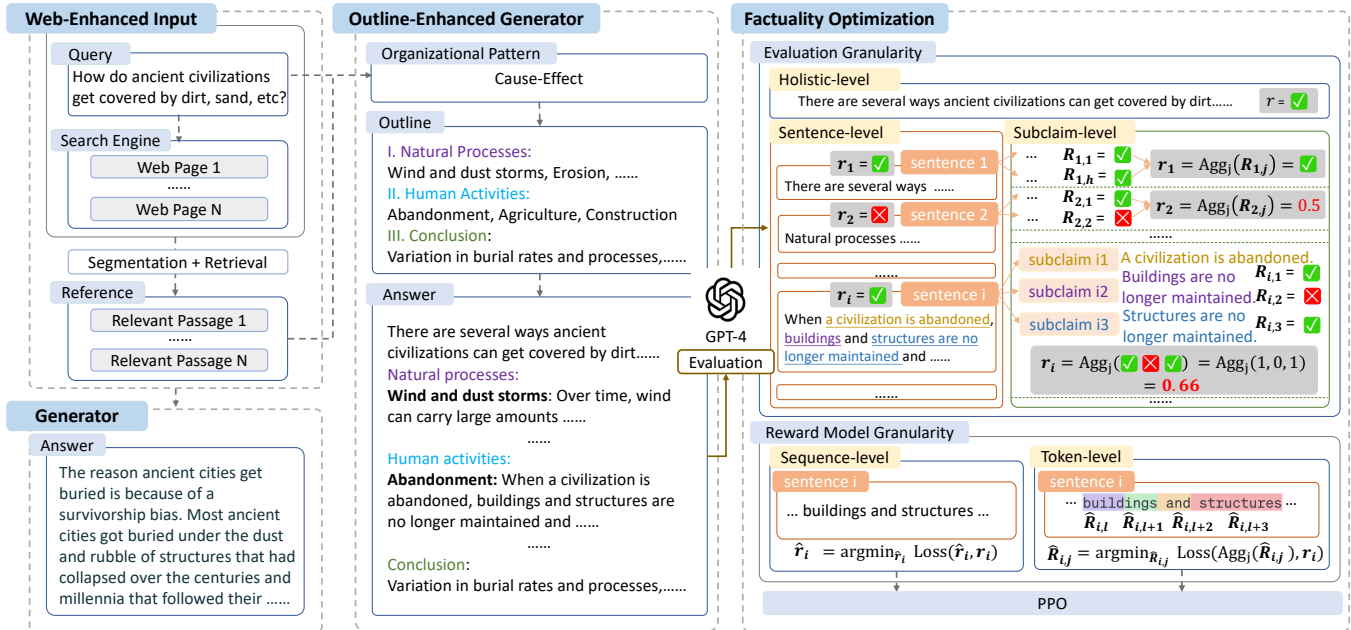 Web-Enhanced Input
Query
How do ancient civilizations
get covered by dirt, sand, etc?
Search Engine
Web Page 1
......
Web Page N
Segmentation + Retrieval
Reference
Relevant Passage 1
......
Relevant Passage N
Generator
Answer
The reason ancient cities get
buried is because of a
survivorship bias. Most ancient
cities got buried under the dust
and rubble of structures that had
collapsed over the centuries and
millennia that followed their ......
Outline-Enhanced Generator
Organizational Pattern
Cause-Effect
Outline
I. Natural Processes:
Wind and dust storms, Erosion, ......
II. Human Activities:
Abandonment, Agriculture, Construction
III. Conclusion:
Variation in burial rates and processes,......
Answer
There are several ways ancient
civilizations can get covered by dirt......
Natural processes:
Wind and dust storms: Over time, wind
can carry large amounts ......
......
Human activities:
Abandonment: When a civilization is
abandoned, buildings and structures are
no longer maintained and ......
......
Conclusion:
Variation in burial rates and processes,......
GPT-4
Evaluation
Factuality Optimization
Evaluation Granularity
Holistic-level
There are several ways ancient civilizations can get covered by dirt...... r = ✅
Sentence-level
r₁ = ✅ sentence 1
There are several ways ......
r₂ = ❎ sentence 2
Natural processes ......
......
rᵢ = ✅ sentence i
When a civilization is abandoned,
buildings and structures are no
longer maintained and ......
......
Subclaim-level
... R₁,₁ = ✅
... R₁,ₕ = ✅
r₁ = Aggⱼ(R₁,ⱼ) = ✅
... R₂,₁ = ✅
... R₂,₂ = ❎
r₂ = Aggⱼ(R₂,ⱼ) = 0.5
......
subclaim i1 A civilization is abandoned. Rᵢ,₁ = ✅
subclaim i2 Buildings are no
longer maintained. Rᵢ,₂ = ❎
subclaim i3 Structures are no
longer maintained. Rᵢ,₃ = ✅
rᵢ = Aggⱼ(✅ ❎ ✅) = Aggⱼ(1, 0, 1)
= 0.66
......
Reward Model Granularity
Sequence-level
sentence i
... buildings and structures ...
r̂ᵢ = argmin_r̂ᵢ Loss(r̂ᵢ, rᵢ)
Token-level
sentence i
... buildings and structures ...
R̂ᵢ,ₗ R̂ᵢ,ₗ₊₁ R̂ᵢ,ₗ₊₂ R̂ᵢ,ₗ₊₃
R̂ᵢ,ⱼ = argmin_R̂ᵢ,ⱼ Loss(Aggⱼ(R̂ᵢ,ⱼ), rᵢ)
PPO